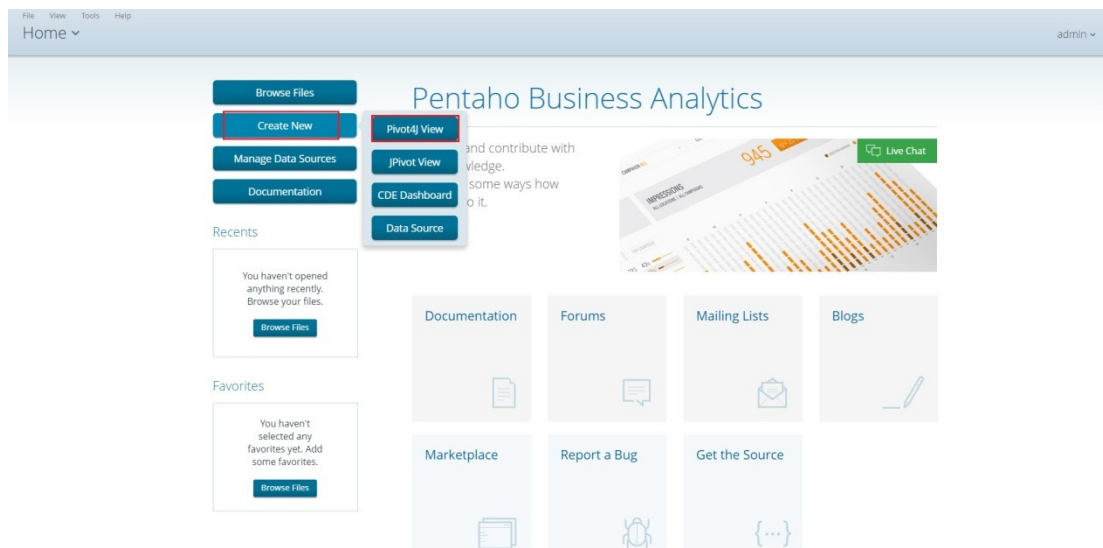 File View Tools Help
Home
admin
Browse Files
Create New
Manage Data Sources
Documentation
Pivot4J View
JPivot View
CDE Dashboard
Data Source
Pentaho Business Analytics
and contribute with
some ways how
o it.
945
IMPRESSIONS
Live Chat
Recents
You haven't opened
anything recently.
Browse your files.
Browse Files
Favorites
You haven't
selected any
favorites yet. Add
some favorites.
Browse Files
Documentation
Forums
Mailing Lists
Blogs
Marketplace
Report a Bug
Get the Source
{...}